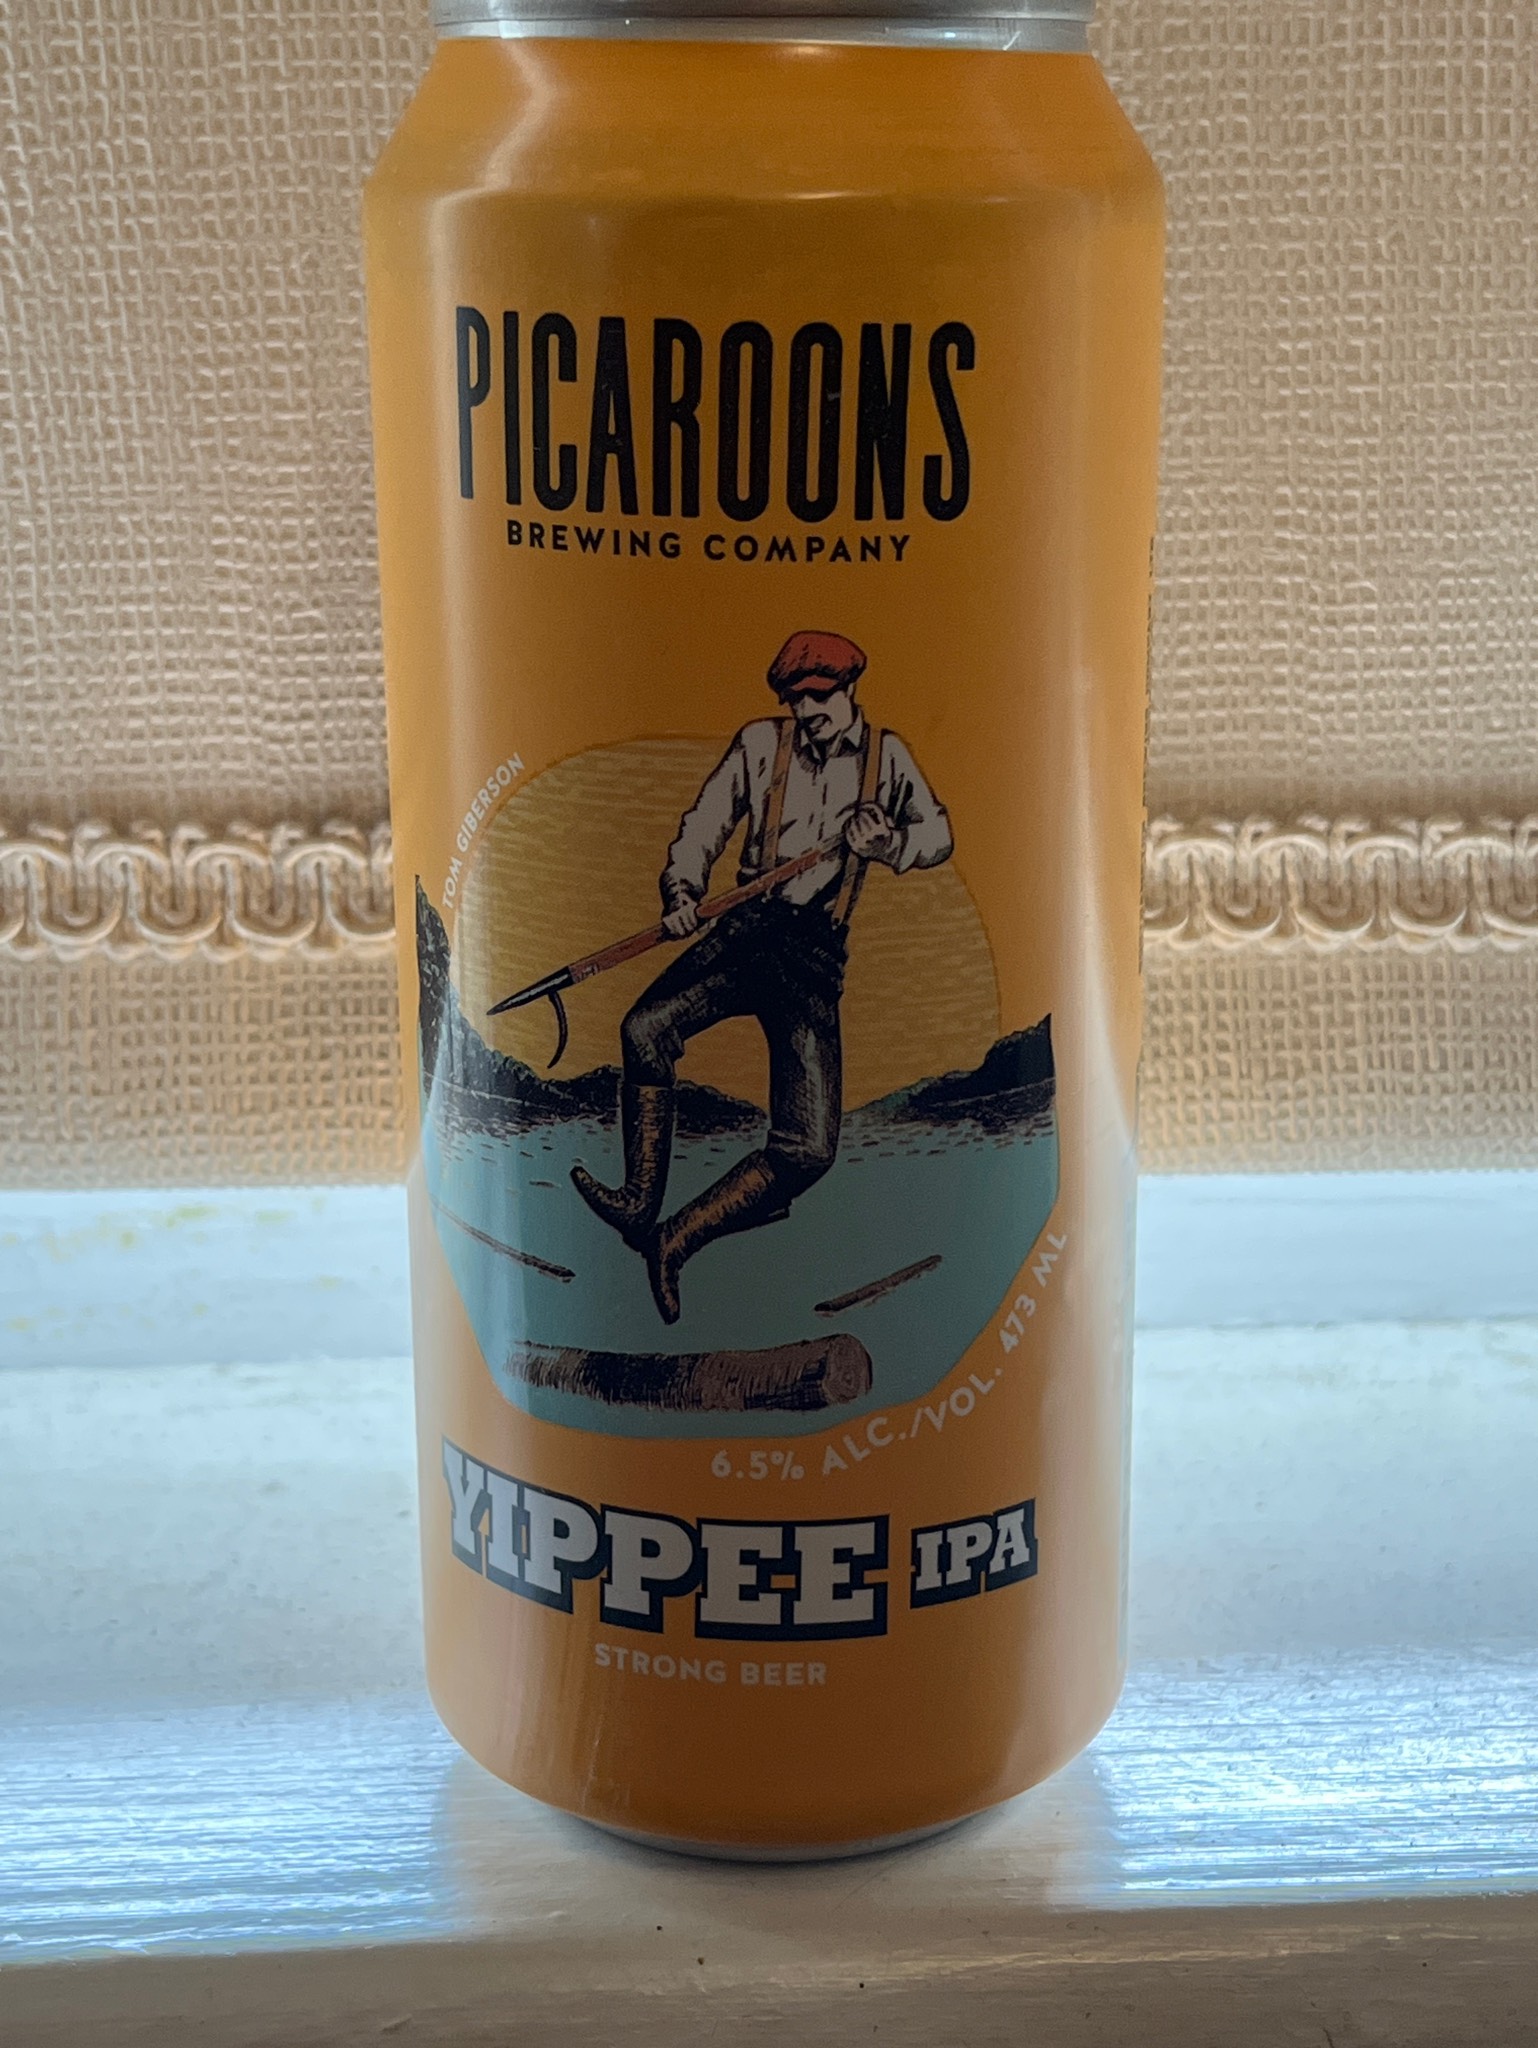 PICAROONS
BREWING COMPANY
TOM GIBERSON
6.5% ALC./VOL. 473 ML
YIPPEE IPA
STRONG BEER